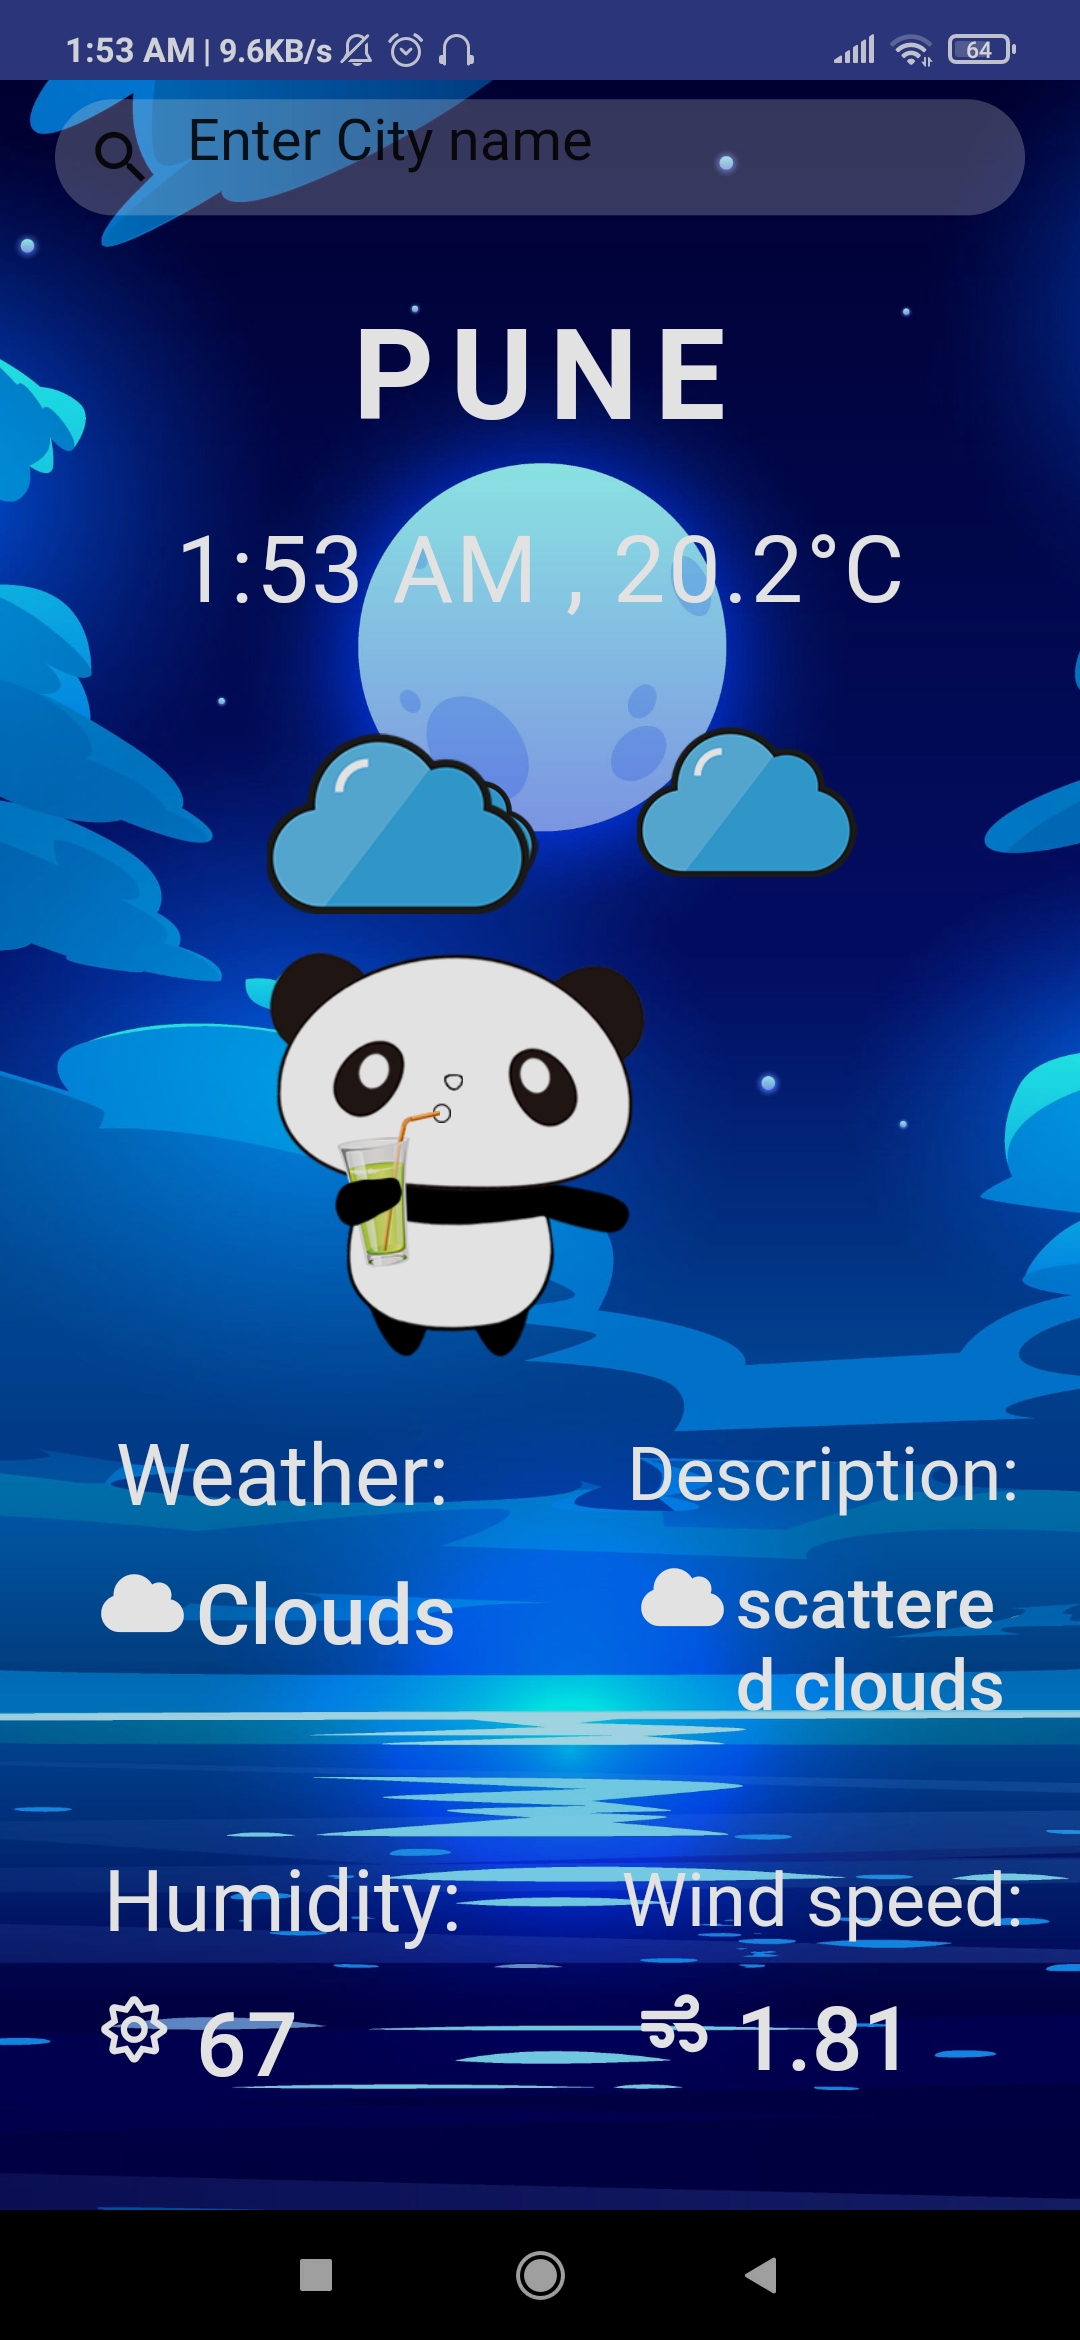 1:53 AM | 9.6KB/s 64
Enter City name
PUNE
1:53 AM , 20.2°C
Weather: Description:
Clouds scattere
d clouds
Humidity: Wind speed:
67 1.81